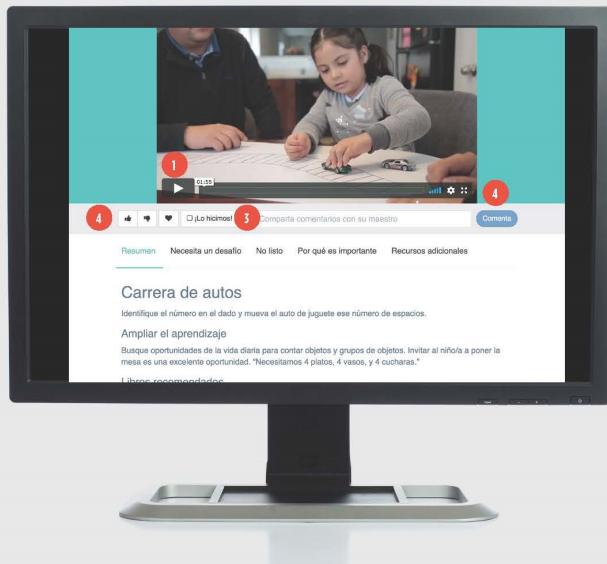 1
01:55
4
4
¡Lo hicimos!
3
Comparta comentarios con su maestro
Comenta
Resumen Necesita un desafío No listo Por qué es importante Recursos adicionales
Carrera de autos
Identifique el número en el dado y mueva el auto de juguete ese número de espacios.
Ampliar el aprendizaje
Busque oportunidades de la vida diaria para contar objetos y grupos de objetos. Invitar al niño/a a poner la
mesa es una excelente oportunidad. "Necesitamos 4 platos, 4 vasos, y 4
cucharas."
Libros recomendados